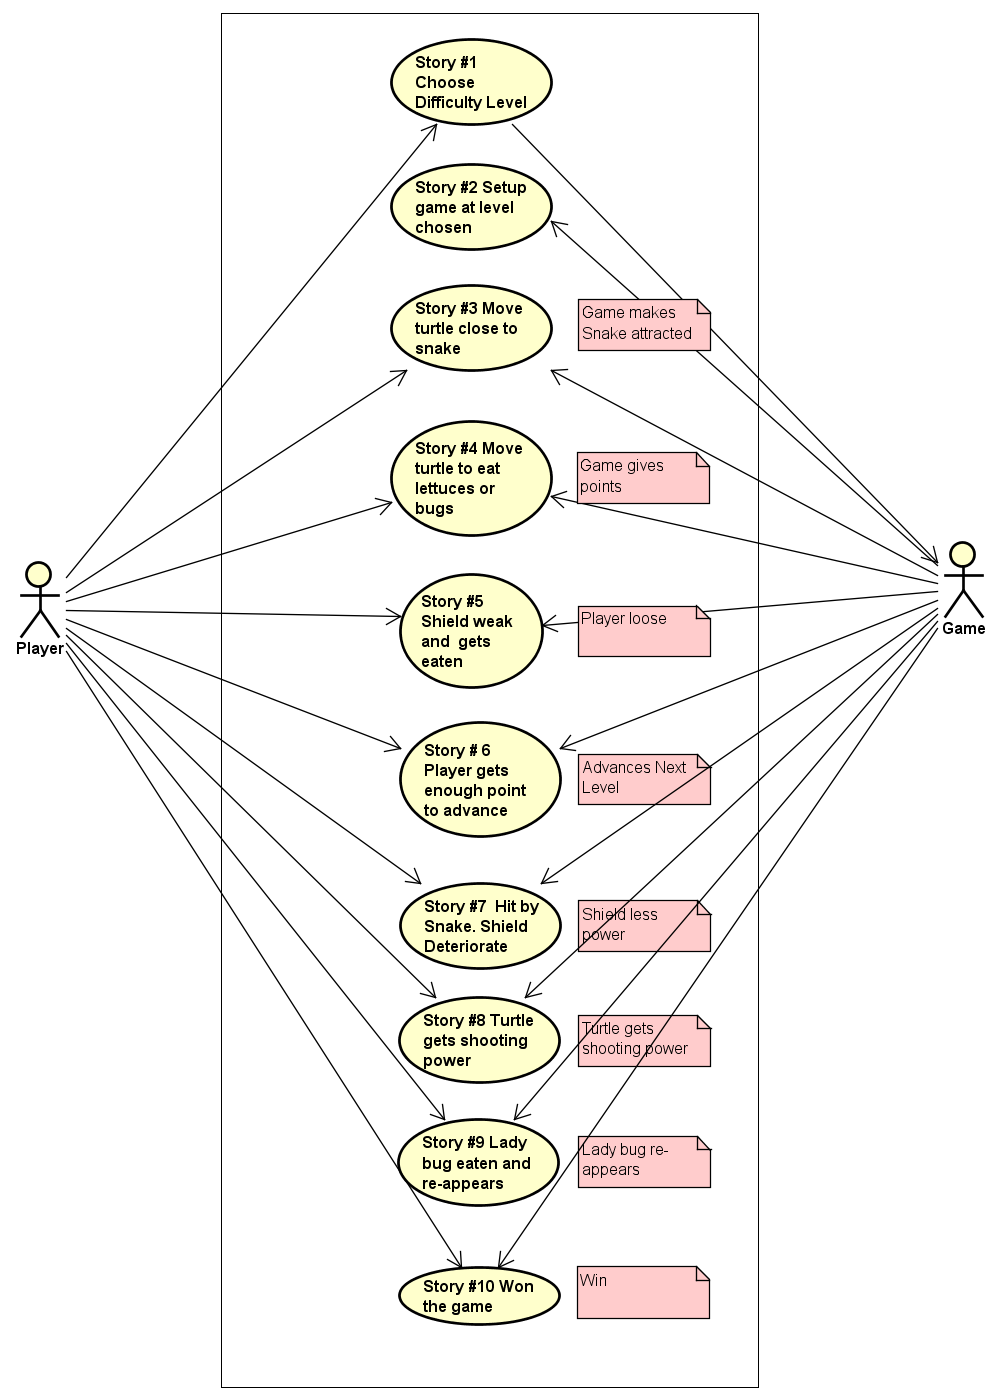 Story #1
Choose
Difficulty Level
Story #2 Setup
game at level
chosen
Story #3 Move
turtle close to
snake
Game makes
Snake attracted
Story #4 Move
turtle to eat
lettuces or
bugs
Game gives
points
Story #5
Shield weak
and gets
eaten
Player loose
Player
Game
Story # 6
Player gets
enough point
to advance
Advances Next
Level
Story #7 Hit by
Snake. Shield
Deteriorate
Shield less
power
Story #8 Turtle
gets shooting
power
Turtle gets
shooting power
Story #9 Lady
bug eaten and
re-appears
Lady bug re-
appears
Story #10 Won
the game
Win